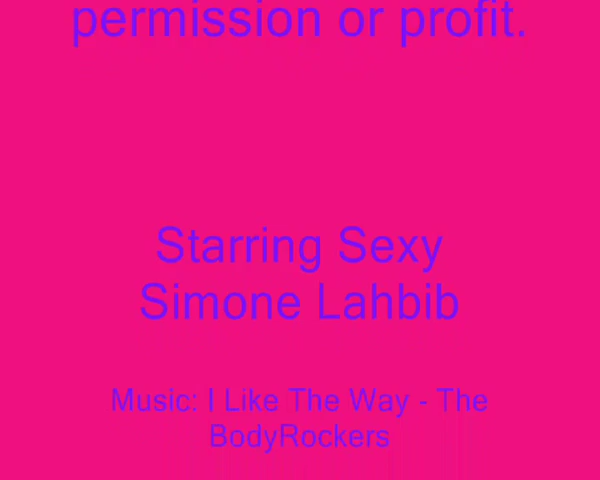 permission or profit.
Starring Sexy
Simone Lahbib
Music: I Like The Way - The
BodyRockers